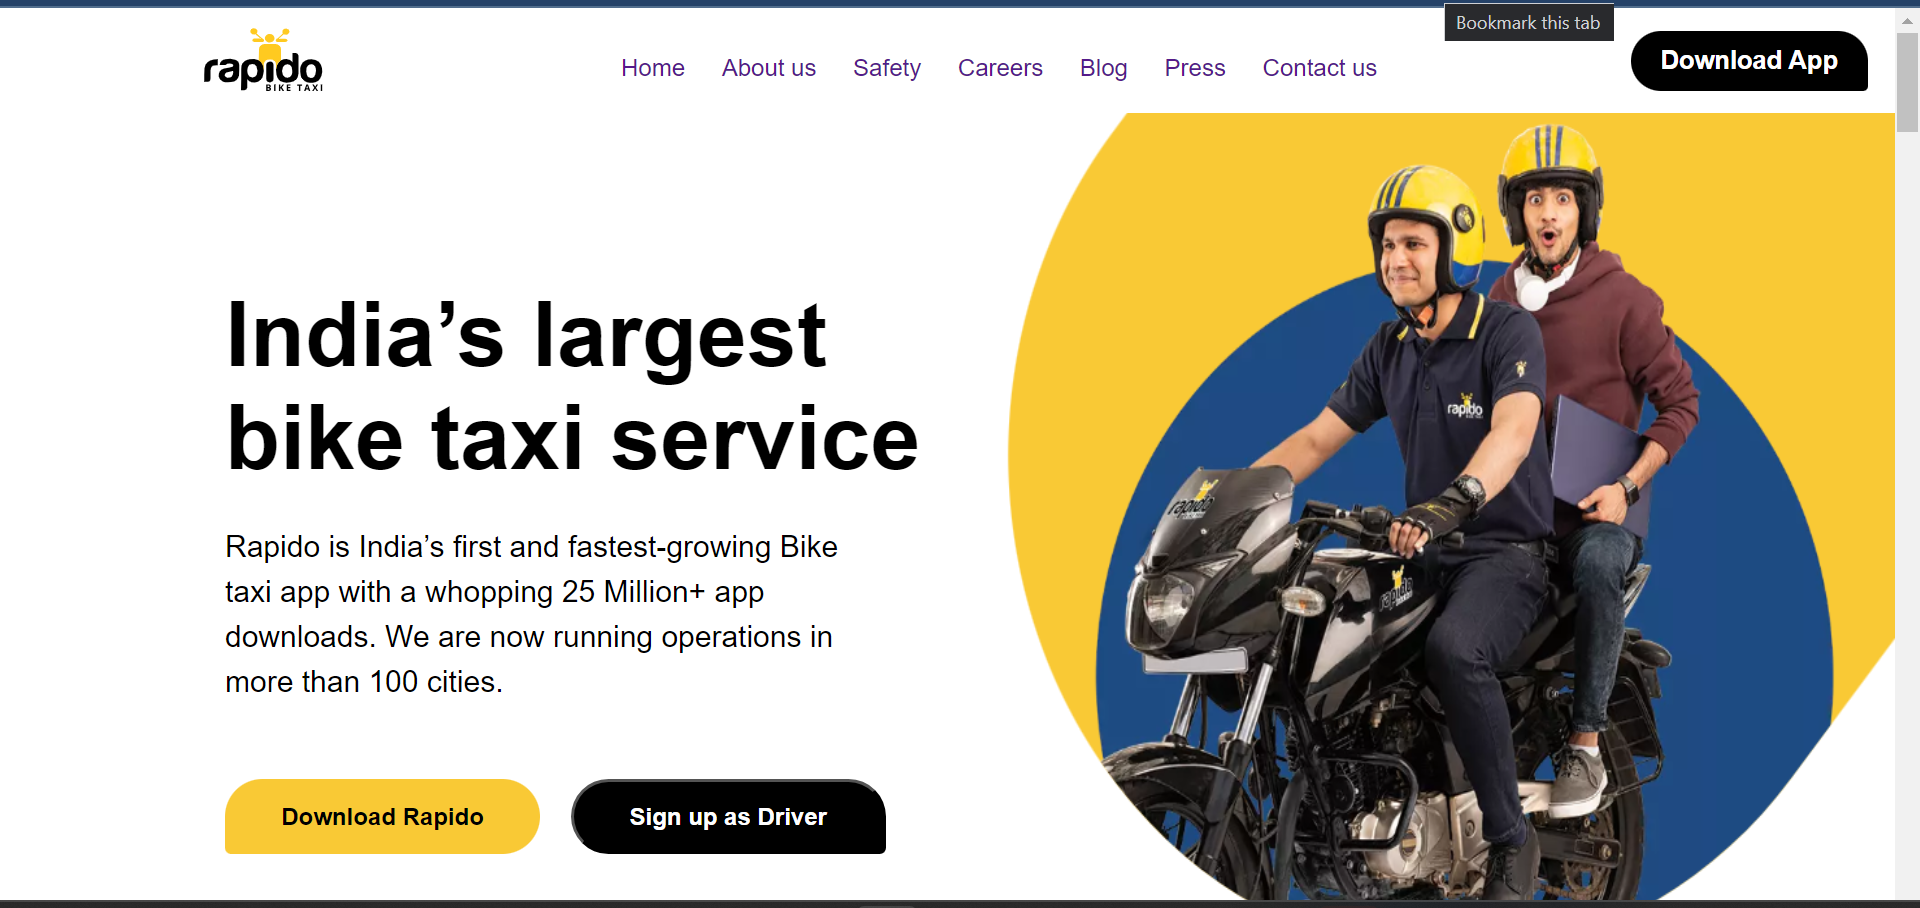 Bookmark this tab
rapido
BIKE TAXI
Home About us Safety Careers Blog Press Contact us
Download App
India’s largest
bike taxi service
Rapido is India’s first and fastest-growing Bike
taxi app with a whopping 25 Million+ app
downloads. We are now running operations in
more than 100 cities.
Download Rapido
Sign up as Driver
rapido
rapido
rapido